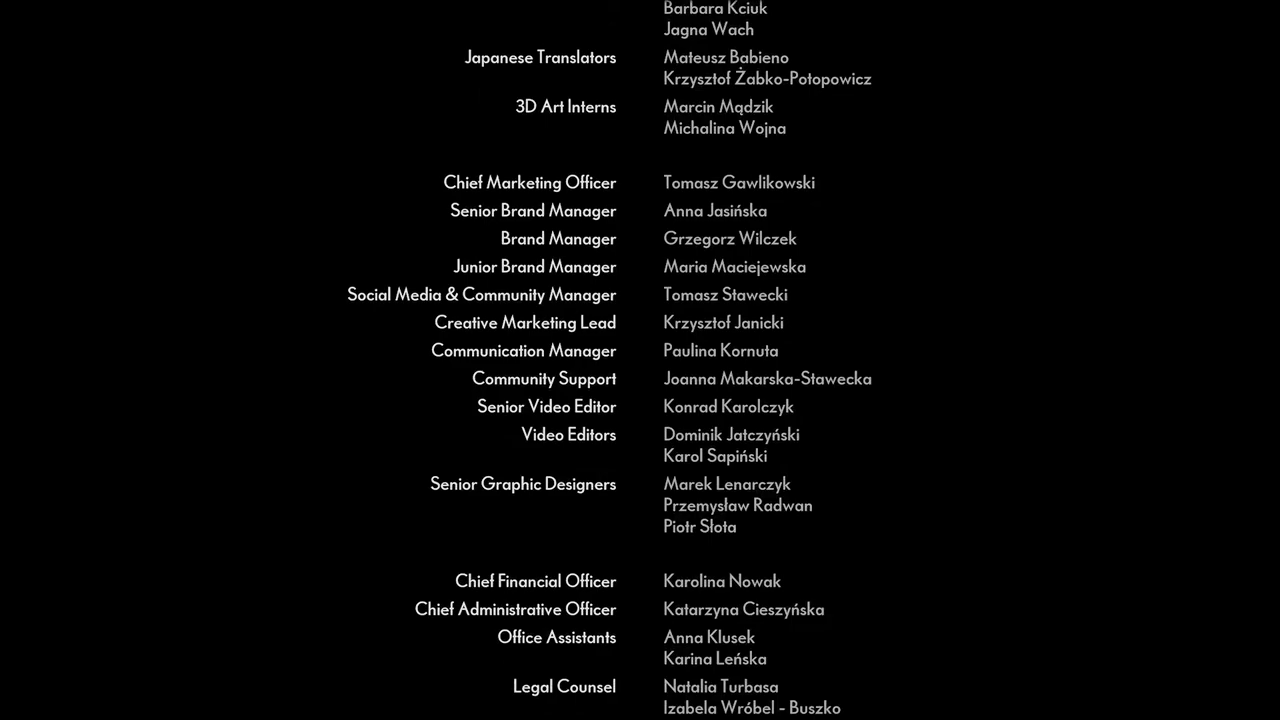 Barbara Kciuk
Jagna Wach
Japanese Translators Mateusz Babieno
Krzysztof Żabko-Potopowicz
3D Art Interns Marcin Mądzik
Michalina Wojna
Chief Marketing Officer Tomasz Gawlikowski
Senior Brand Manager Anna Jasińska
Brand Manager Grzegorz Wilczek
Junior Brand Manager Maria Maciejewska
Social Media & Community Manager Tomasz Stawecki
Creative Marketing Lead Krzysztof Janicki
Communication Manager Paulina Kornuta
Community Support Joanna Makarska-Stawecka
Senior Video Editor Konrad Karolczyk
Video Editors Dominik Jatczyński
Karol Sapiński
Senior Graphic Designers Marek Lenarczyk
Przemysław Radwan
Piotr Słota
Chief Financial Officer Karolina Nowak
Chief Administrative Officer Katarzyna Cieszyńska
Office Assistants Anna Klusek
Karina Leńska
Legal Counsel Natalia Turbasa
Izabela Wróbel - Buszko